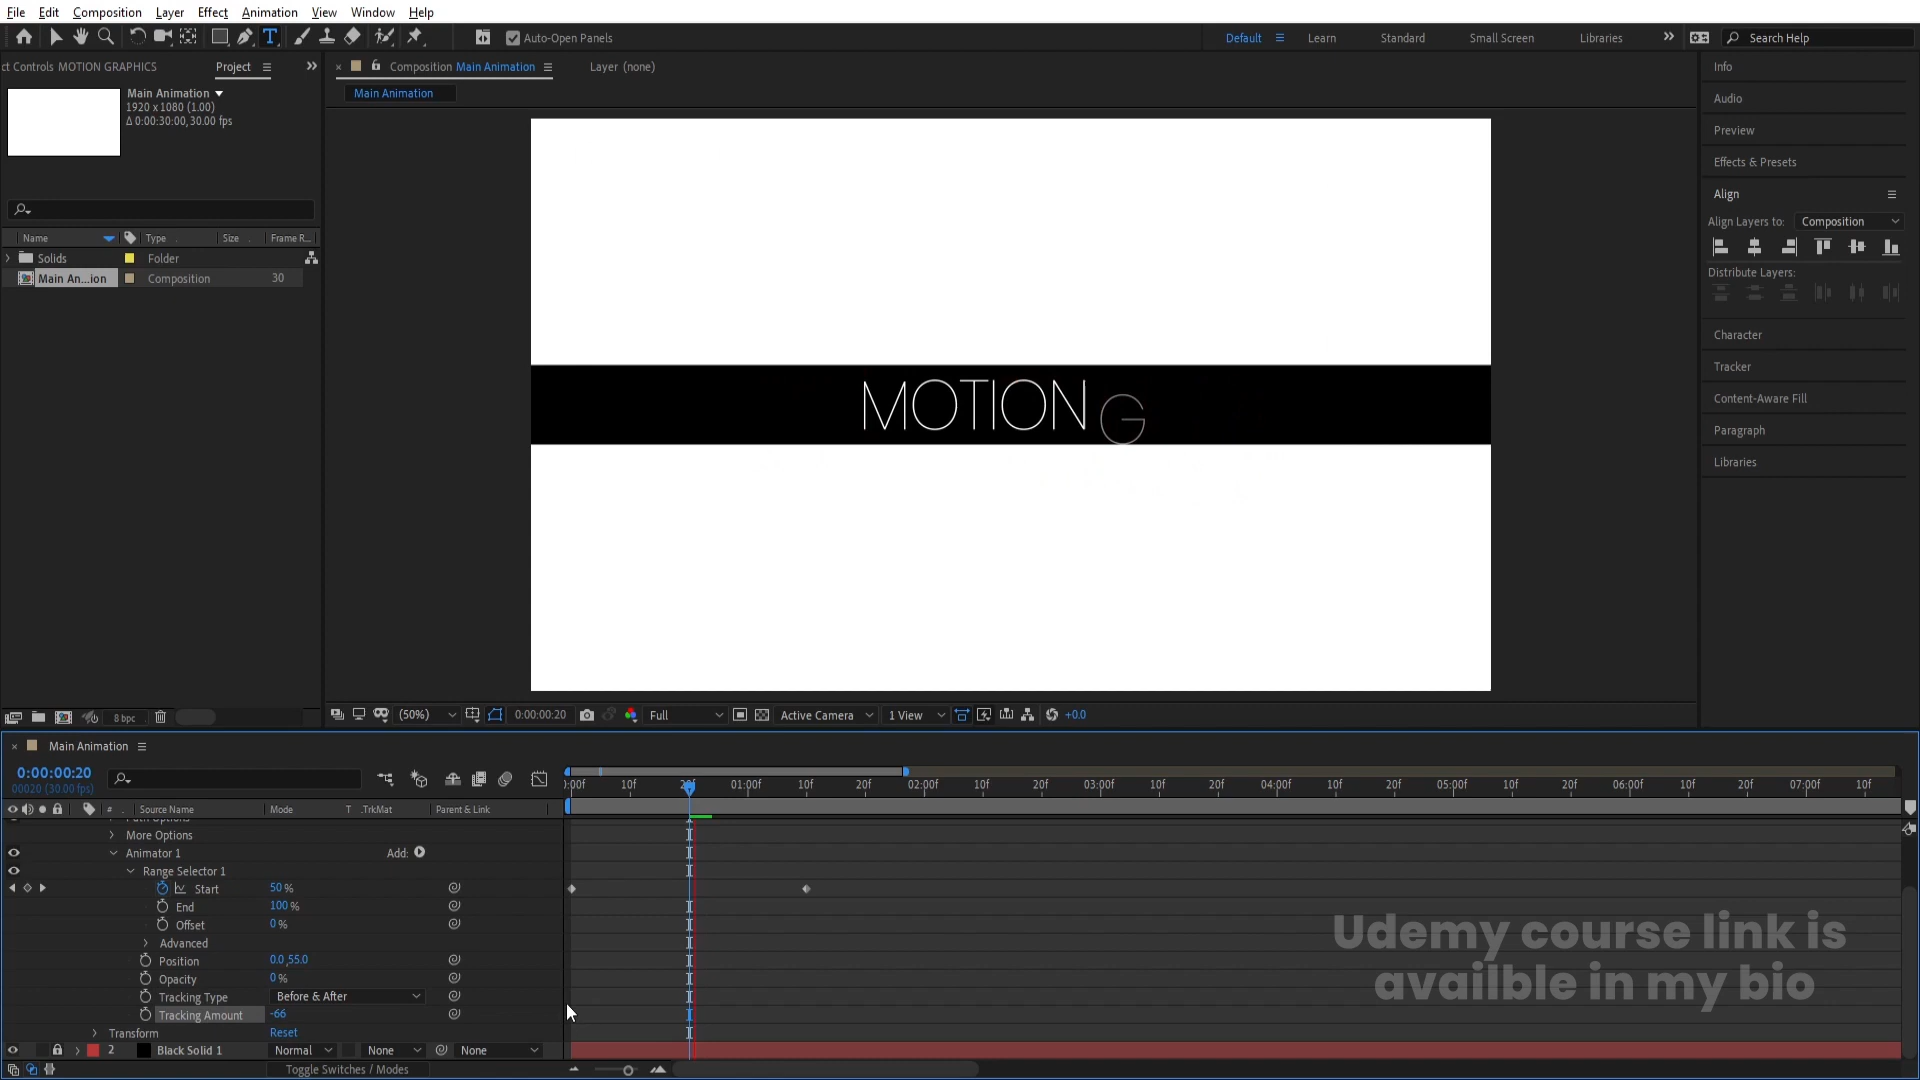 File Edit Composition Layer Effect Animation View Window Help
Auto-Open Panels
Default Learn Standard Small Screen Libraries Search Help
ct Controls MOTION GRAPHICS Project
Composition Main Animation Layer (none)
Main Animation
Main Animation
1920 x 1080 (1.00)
Δ 0:00:30:00, 30.00 fps
Name Type Size Frame R...
Solids Folder
Main An...ion Composition 30
8 bpc
MOTION G
(50%) 0:00:00:20 Full Active Camera 1 View +0.0
Info
Audio
Preview
Effects & Presets
Align
Align Layers to: Composition
Distribute Layers:
Character
Tracker
Content-Aware Fill
Paragraph
Libraries
Main Animation
0:00:00:20
00020 (30.00 fps)
:00f 10f 20f 01:00f 10f 20f 02:00f 10f 20f 03:00f 10f 20f 04:00f 10f 20f 05:00f 10f 20f 06:00f 10f 20f 07:00f 10f
# Source Name Mode T .TrkMat Parent & Link
Path Options
More Options
Animator 1 Add:
Range Selector 1
Start 50 %
End 100 %
Offset 0 %
Advanced
Position 0.0,55.0
Opacity 0 %
Tracking Type Before & After
Tracking Amount -66
Transform Reset
2 Black Solid 1 Normal None None
Toggle Switches / Modes
Udemy course link is
availble in my bio